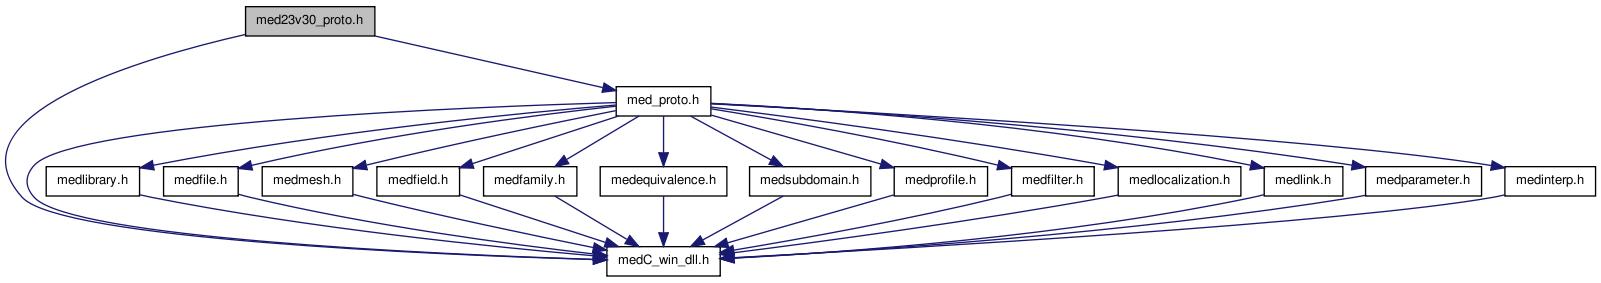 med23v30_proto.h
med_proto.h
medlibrary.h
medfile.h
medmesh.h
medfield.h
medfamily.h
medequivalence.h
medsubdomain.h
medprofile.h
medfilter.h
medlocalization.h
medlink.h
medparameter.h
medinterp.h
medC_win_dll.h